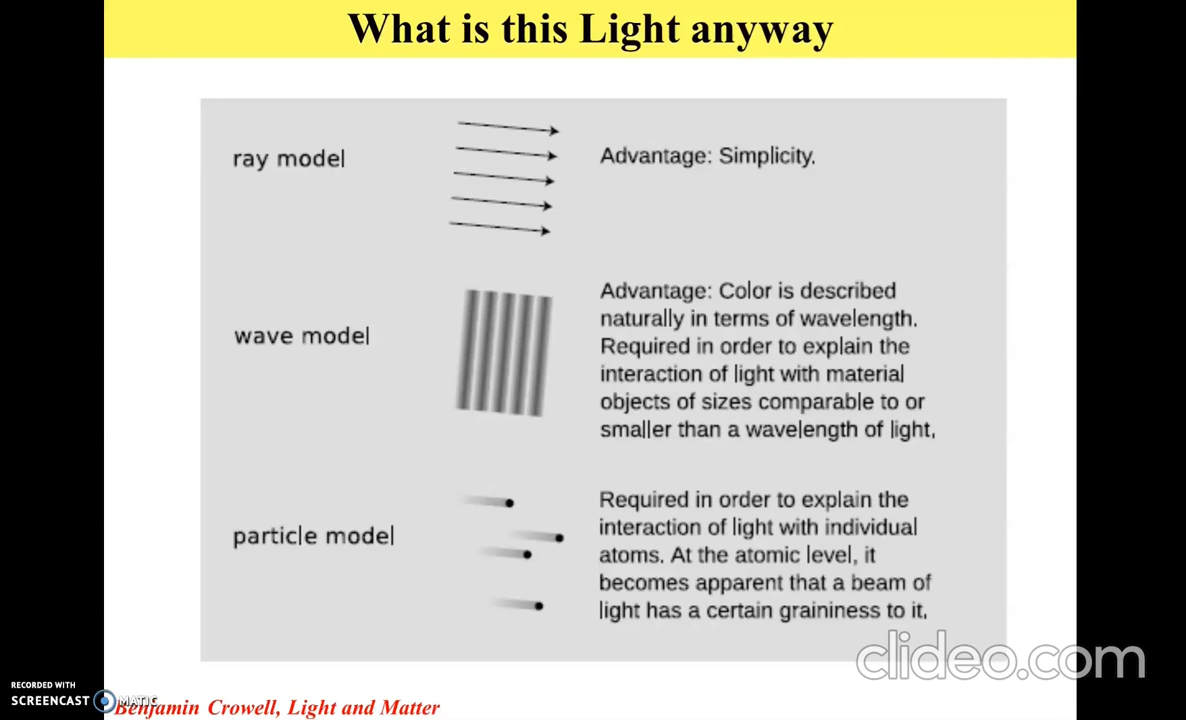 What is this Light anyway
ray model
Advantage: Simplicity.
wave model
Advantage: Color is described
naturally in terms of wavelength.
Required in order to explain the
interaction of light with material
objects of sizes comparable to or
smaller than a wavelength of light.
particle model
Required in order to explain the
interaction of light with individual
atoms. At the atomic level, it
becomes apparent that a beam of
light has a certain graininess to it.
clideo.com
RECORDED WITH
SCREENCAST MATIC
Benjamin Crowell, Light and Matter